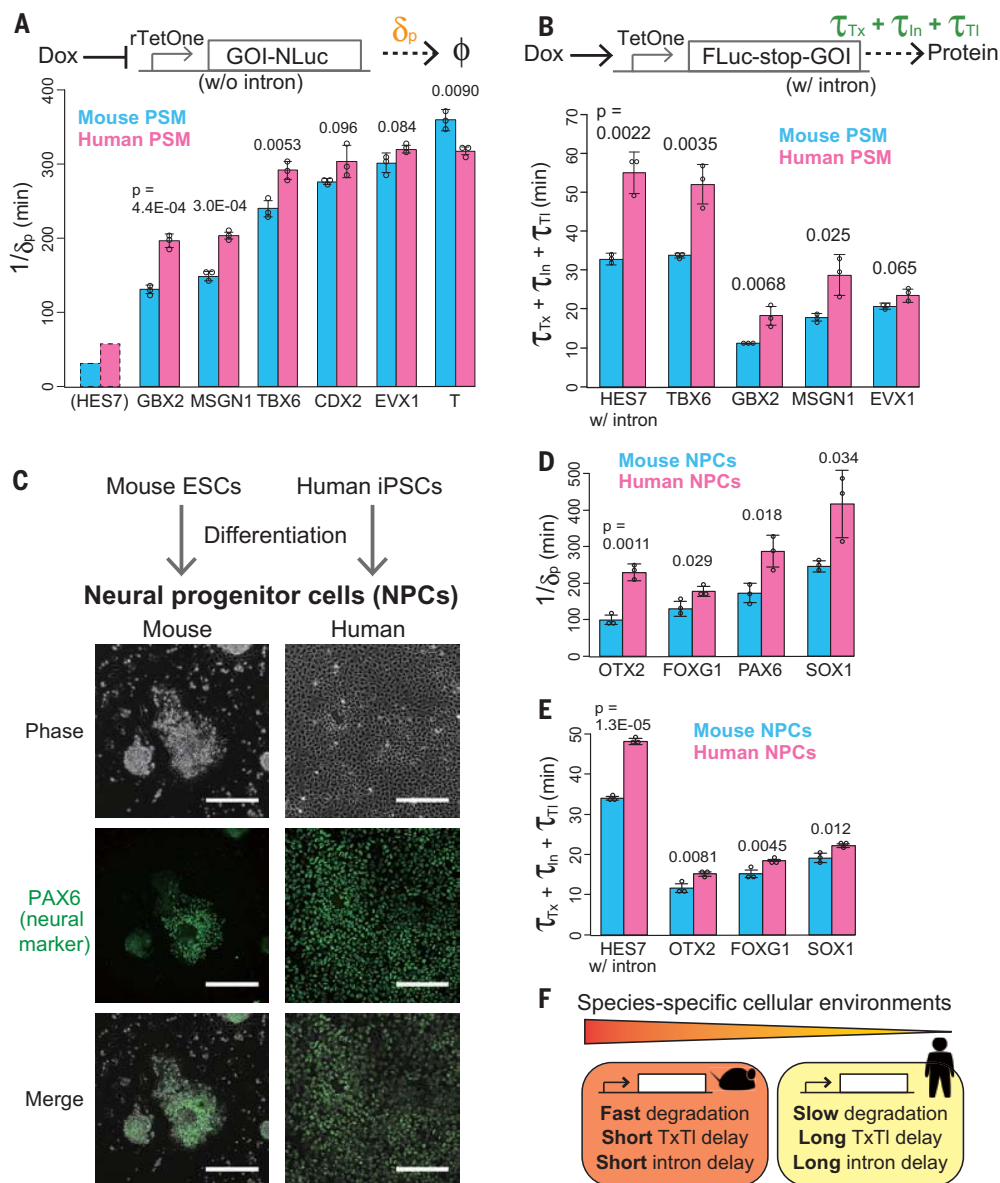 A
Dox
rTetOne
GOI-NLuc
(w/o intron)
δp
ϕ
Mouse PSM
Human PSM
1/δp (min)
400
300
200
100
0
p =
4.4E-04
3.0E-04
0.0053
0.096
0.084
0.0090
(HES7) GBX2 MSGN1 TBX6 CDX2 EVX1 T
B
Dox
TetOne
FLuc-stop-GOI
(w/ intron)
τTx + τIn + τTl
Protein
Mouse PSM
Human PSM
τTx + τIn + τTl (min)
70
60
50
40
30
20
10
0
p =
0.0022
0.0035
0.0068
0.025
0.065
HES7 TBX6 GBX2 MSGN1 EVX1
w/ intron
C
Mouse ESCs
Human iPSCs
Differentiation
Neural progenitor cells (NPCs)
Mouse
Human
Phase
PAX6
(neural
marker)
Merge
D
Mouse NPCs
Human NPCs
1/δp (min)
500
400
300
200
100
0
p =
0.0011
0.029
0.018
0.034
OTX2 FOXG1 PAX6 SOX1
E
Mouse NPCs
Human NPCs
τTx + τIn + τTl (min)
50
40
30
20
10
0
p =
1.3E-05
0.0081
0.0045
0.012
HES7 OTX2 FOXG1 SOX1
w/ intron
F
Species-specific cellular environments
Fast degradation
Short TxTl delay
Short intron delay
Slow degradation
Long TxTl delay
Long intron delay